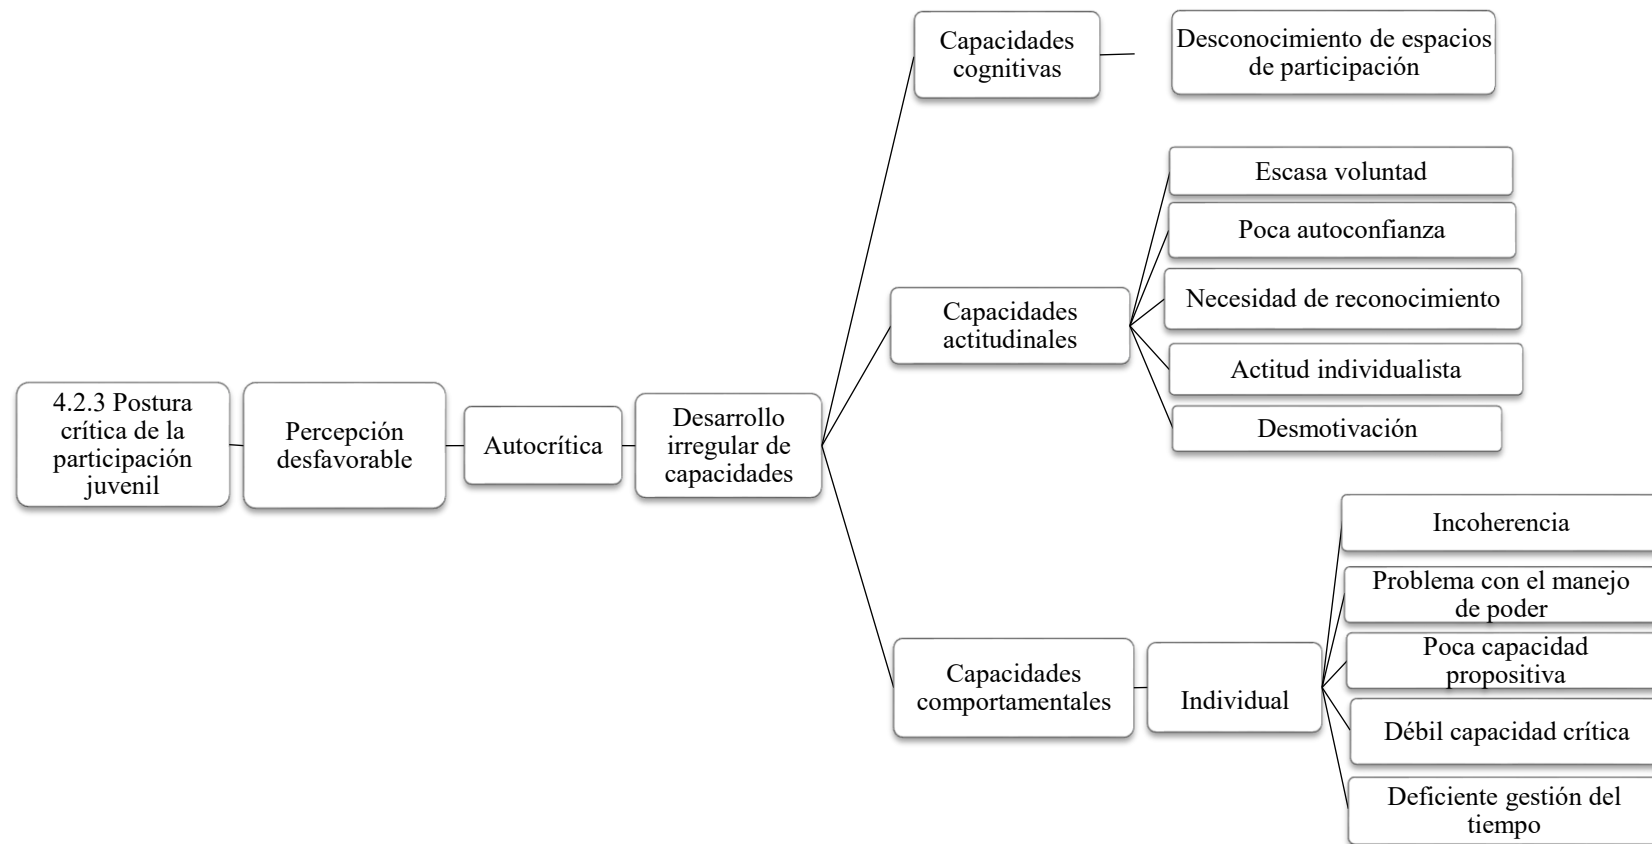 4.2.3 Postura
crítica de la
participación
juvenil
Percepción
desfavorable
Autocrítica
Desarrollo
irregular de
capacidades
Capacidades
cognitivas
Desconocimiento de espacios
de participación
Capacidades
actitudinales
Escasa voluntad
Poca autoconfianza
Necesidad de reconocimiento
Actitud individualista
Desmotivación
Capacidades
comportamentales
Individual
Incoherencia
Problema con el manejo
de poder
Poca capacidad
propositiva
Débil capacidad crítica
Deficiente gestión del
tiempo